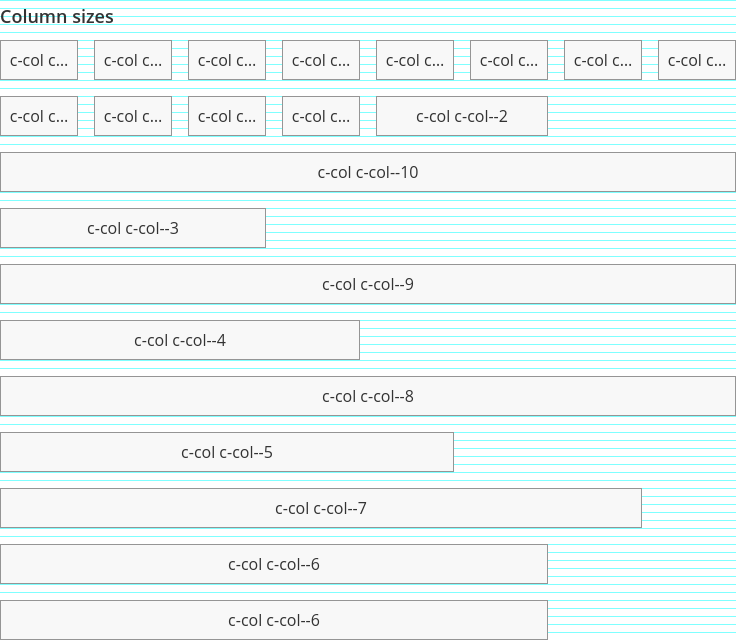 Column sizes
c-col c... c-col c... c-col c... c-col c... c-col c... c-col c... c-col c... c-col c...
c-col c... c-col c... c-col c... c-col c... c-col c-col--2
c-col c-col--10
c-col c-col--3
c-col c-col--9
c-col c-col--4
c-col c-col--8
c-col c-col--5
c-col c-col--7
c-col c-col--6
c-col c-col--6